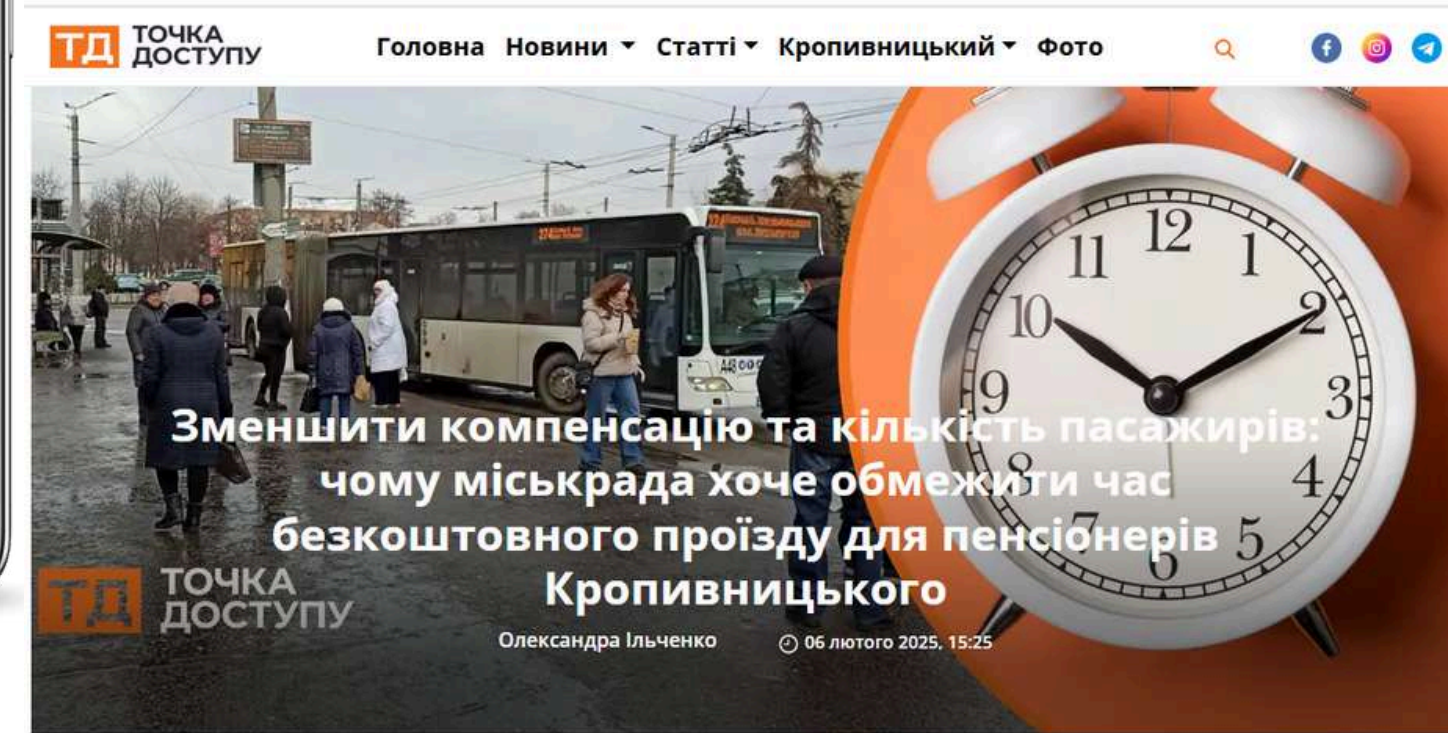 ТД ТОЧКА
ДОСТУПУ
Головна Новини Статті Кропивницький Фото
12
11 1
10 2
9 3
8 4
7 5
6
Зменшити компенсацію та кількість пасажирів:
чому міськрада хоче обмежити час
безкоштовного проїзду для пенсіонерів
Кропивницького
ТД ТОЧКА
ДОСТУПУ
Олександра Ільченко 06 лютого 2025, 15:25